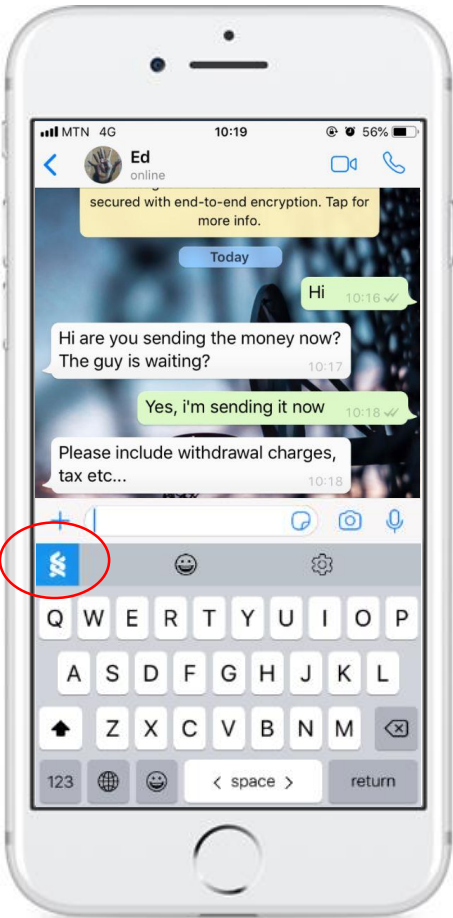 MTN 4G 10:19 56%
Ed
online
secured with end-to-end encryption. Tap for
more info.
Today
Hi 10:16
Hi are you sending the money now?
The guy is waiting? 10:17
Yes, i'm sending it now 10:18
Please include withdrawal charges,
tax etc... 10:18
Q W E R T Y U I O P
A S D F G H J K L
Z X C V B N M
123 < space > return